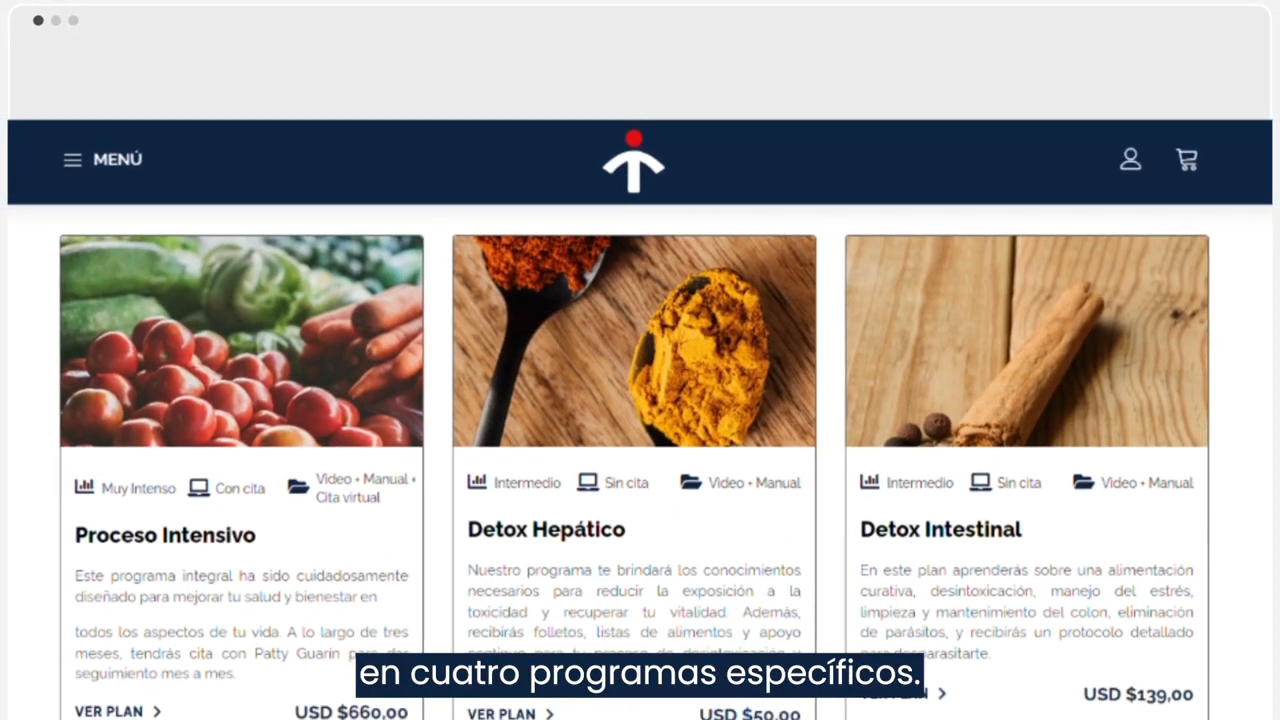 MENÚ
Muy Intenso
Con cita
Video + Manual +
Cita virtual
Proceso Intensivo
Este programa integral ha sido cuidadosamente
diseñado para mejorar tu salud y bienestar en
todos los aspectos de tu vida. A lo largo de tres
meses, tendrás cita con Patty Guarín para dar
seguimiento mes a mes.
VER PLAN
USD $660,00
Intermedio
Sin cita
Video + Manual
Detox Hepático
Nuestro programa te brindará los conocimientos
necesarios para reducir la exposición a la
toxicidad y recuperar tu vitalidad. Además,
recibirás folletos, listas de alimentos y apoyo
VER PLAN
USD $50,00
Intermedio
Sin cita
Video + Manual
Detox Intestinal
En este plan aprenderás sobre una alimentación
curativa, desintoxicación, manejo del estrés,
limpieza y mantenimiento del colon, eliminación
de parásitos, y recibirás un protocolo detallado
USD $139,00
en cuatro programas específicos.